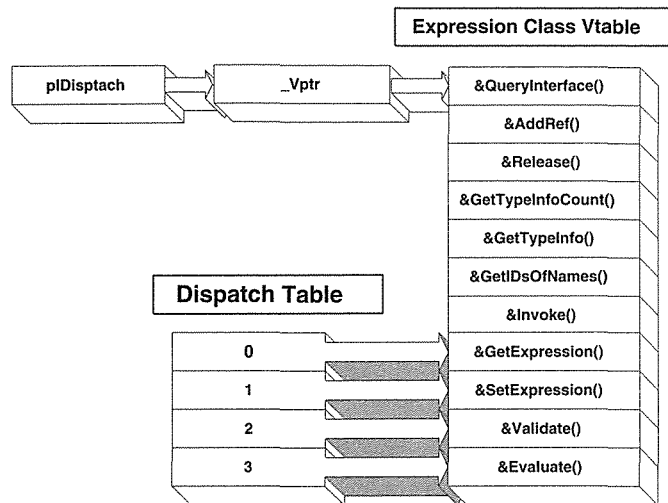 Expression Class Vtable
pIDisptach
_Vptr
&QueryInterface()
&AddRef()
&Release()
&GetTypeInfoCount()
&GetTypeInfo()
&GetIDsOfNames()
&Invoke()
Dispatch Table
0
&GetExpression()
1
&SetExpression()
2
&Validate()
3
&Evaluate()